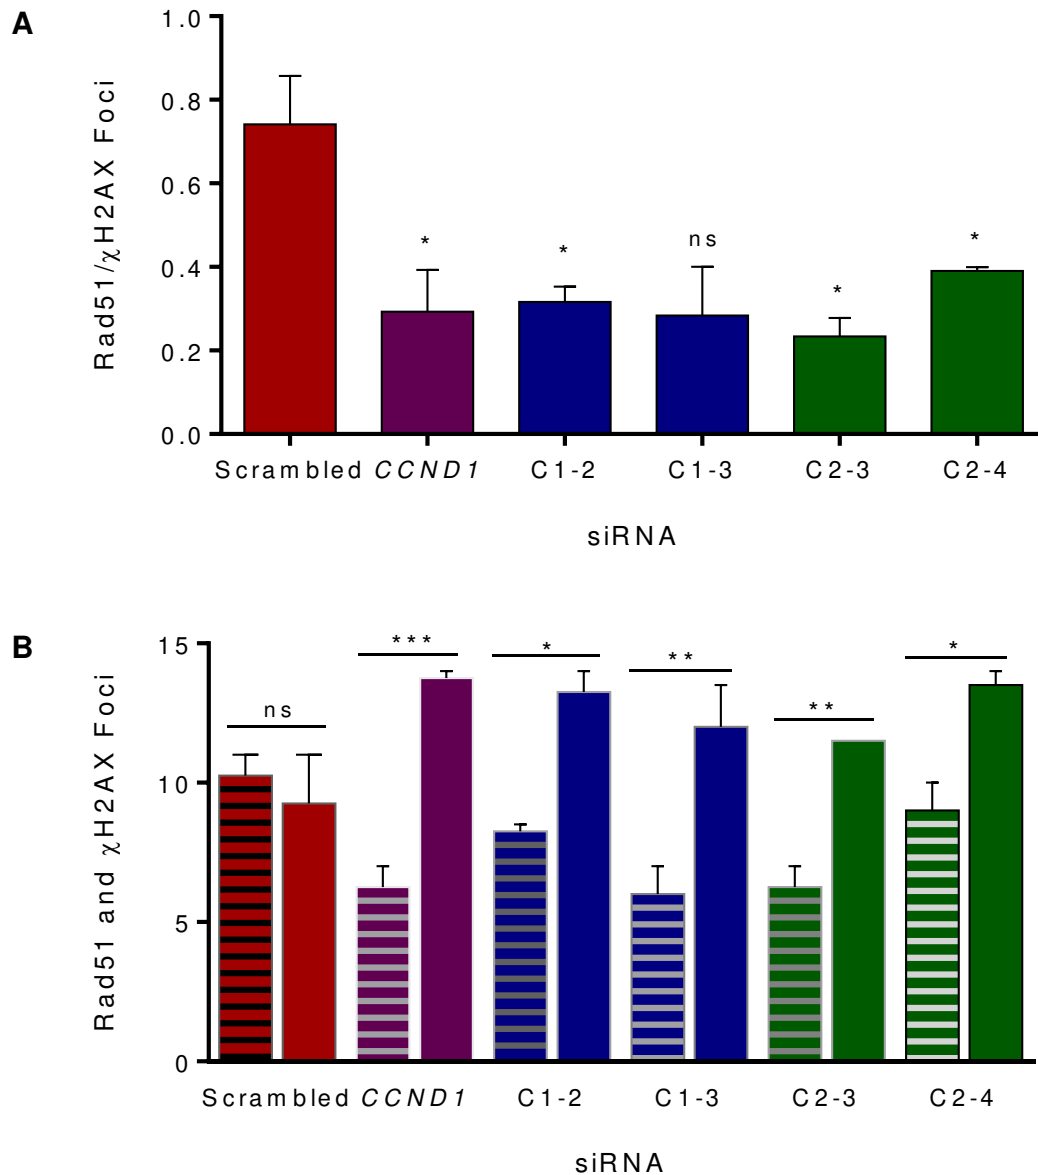 A
Rad51/χH2AX Foci
1.0
0.8
0.6
0.4
0.2
0.0
*
*
ns
*
*
Scrambled CCND1 C1-2 C1-3 C2-3 C2-4
siRNA
B
Rad51 and χH2AX Foci
15
10
5
0
ns
***
*
**
**
*
Scrambled CCND1 C1-2 C1-3 C2-3 C2-4
siRNA